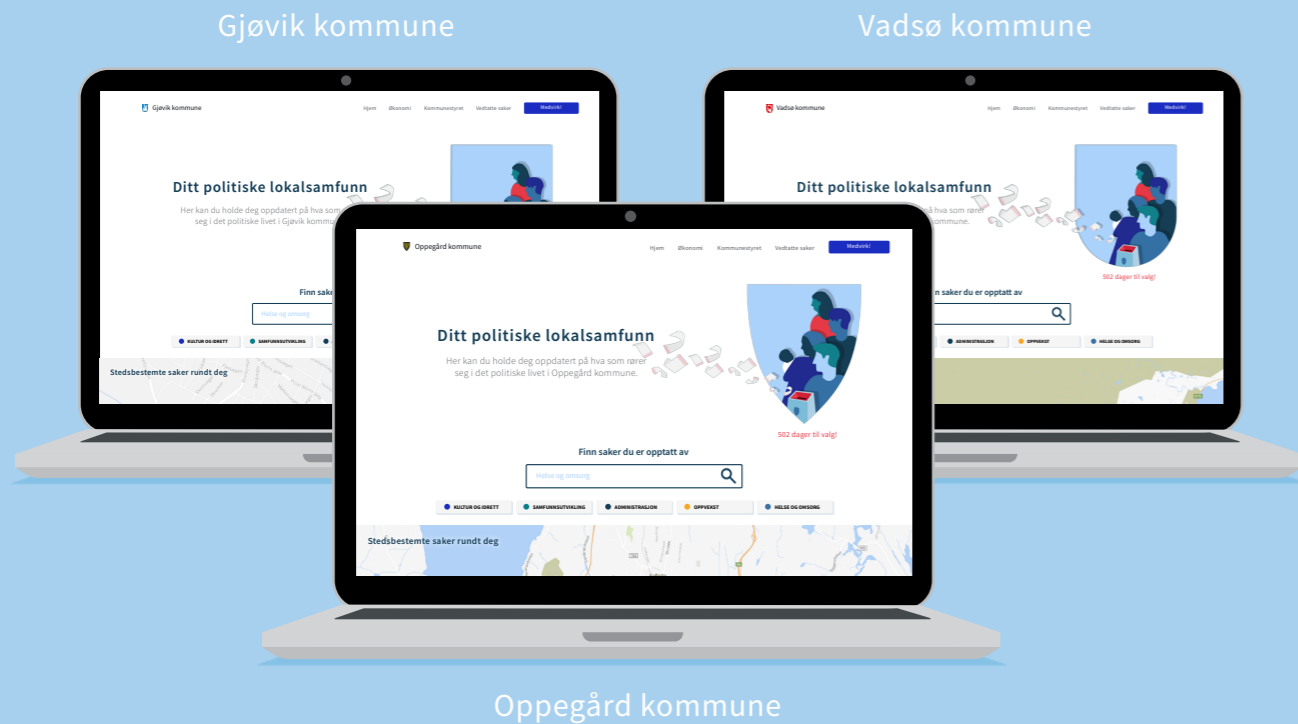 Gjøvik kommune
Vadsø kommune
Gjøvik kommune
Hjem Økonomi Kommunestyret Vedtatte saker Medvirk!
Ditt politiske lokalsamfunn
Her kan du holde deg oppdatert på hva som
seg i det politiske livet i Gjøvik
Finn
Helse og omsorg
KULTUR OG IDRETT SAMFUNNSUTVIKLING
Stedsbestemte saker rundt deg
Vadsø kommune
Hjem Økonomi Kommunestyret Vedtatte saker Medvirk!
Ditt politiske lokalsamfunn
på hva som rører
kommune.
502 dager til valg!
saker du er opptatt av
ADMINISTRASJON OPPVEKST HELSE OG OMSORG
Oppegård kommune
Hjem Økonomi Kommunestyret Vedtatte saker Medvirk!
Ditt politiske lokalsamfunn
Her kan du holde deg oppdatert på hva som rører
seg i det politiske livet i Oppegård kommune.
502 dager til valg!
Finn saker du er opptatt av
Helse og omsorg
KULTUR OG IDRETT SAMFUNNSUTVIKLING ADMINISTRASJON OPPVEKST HELSE OG OMSORG
Stedsbestemte saker rundt deg
Oppegård kommune